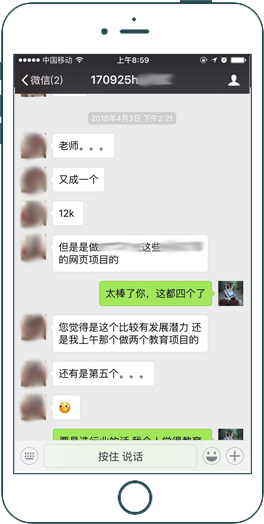 中国移动
上午8:59
微信(2)
170925h
2018年4月3日 下午2:21
老师。。。
又成一个
12k
但是是做 这些
的网页项目的
太棒了你，这都四个了
您觉得是这个比较有发展潜力 还
是我上午那个做两个教育项目的
还有是第五个。。。
按住 说话